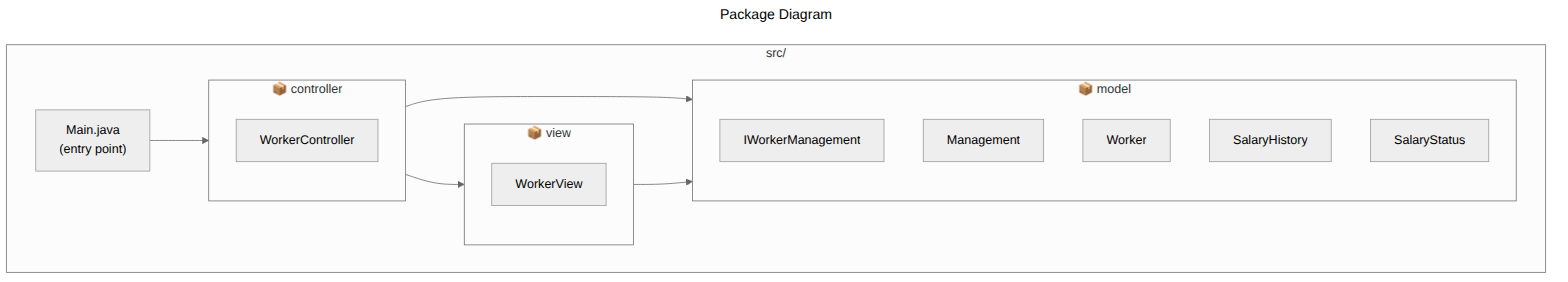 Package Diagram
src/
Main.java
(entry point)
📦 controller
WorkerController
📦 view
WorkerView
📦 model
IWorkerManagement
Management
Worker
SalaryHistory
SalaryStatus